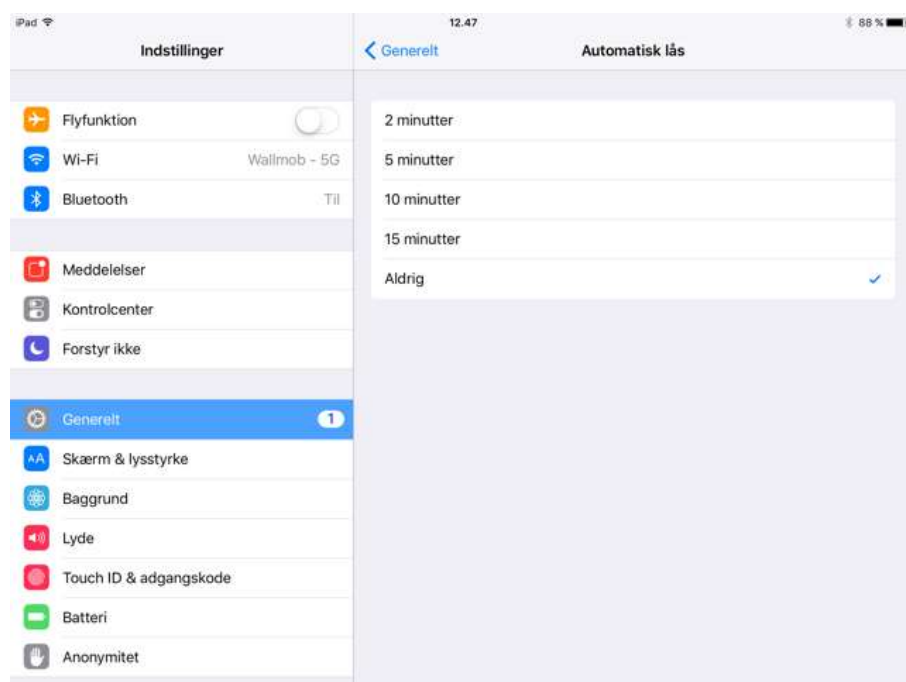 iPad 12.47 88 %
Indstillinger
Generelt Automatisk lås
Flyfunktion
Wi-Fi Wallmob - 5G
Bluetooth Til
Meddelelser
Kontrolcenter
Forstyr ikke
Generelt 1
AA Skærm & lysstyrke
Baggrund
Lyde
Touch ID & adgangskode
Batteri
Anonymitet
2 minutter
5 minutter
10 minutter
15 minutter
Aldrig